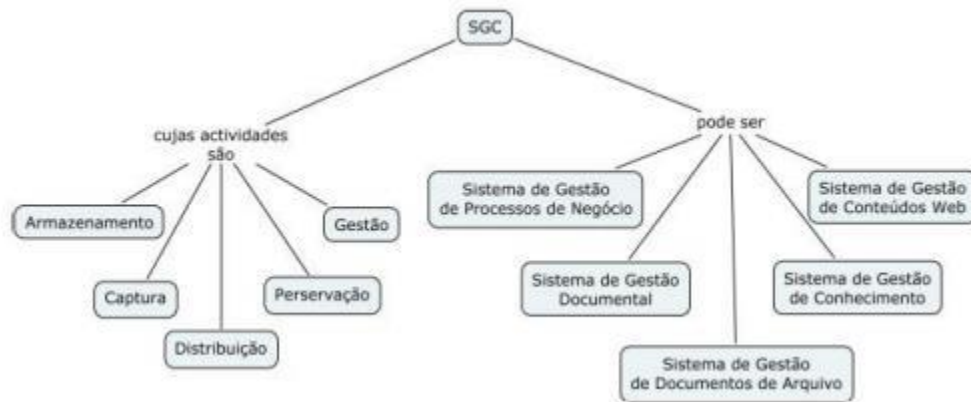 SGC
cujas actividades
são
pode ser
Armazenamento
Captura
Distribuição
Perservação
Gestão
Sistema de Gestão
de Processos de Negócio
Sistema de Gestão
Documental
Sistema de Gestão
de Documentos de Arquivo
Sistema de Gestão
de Conhecimento
Sistema de Gestão
de Conteúdos Web